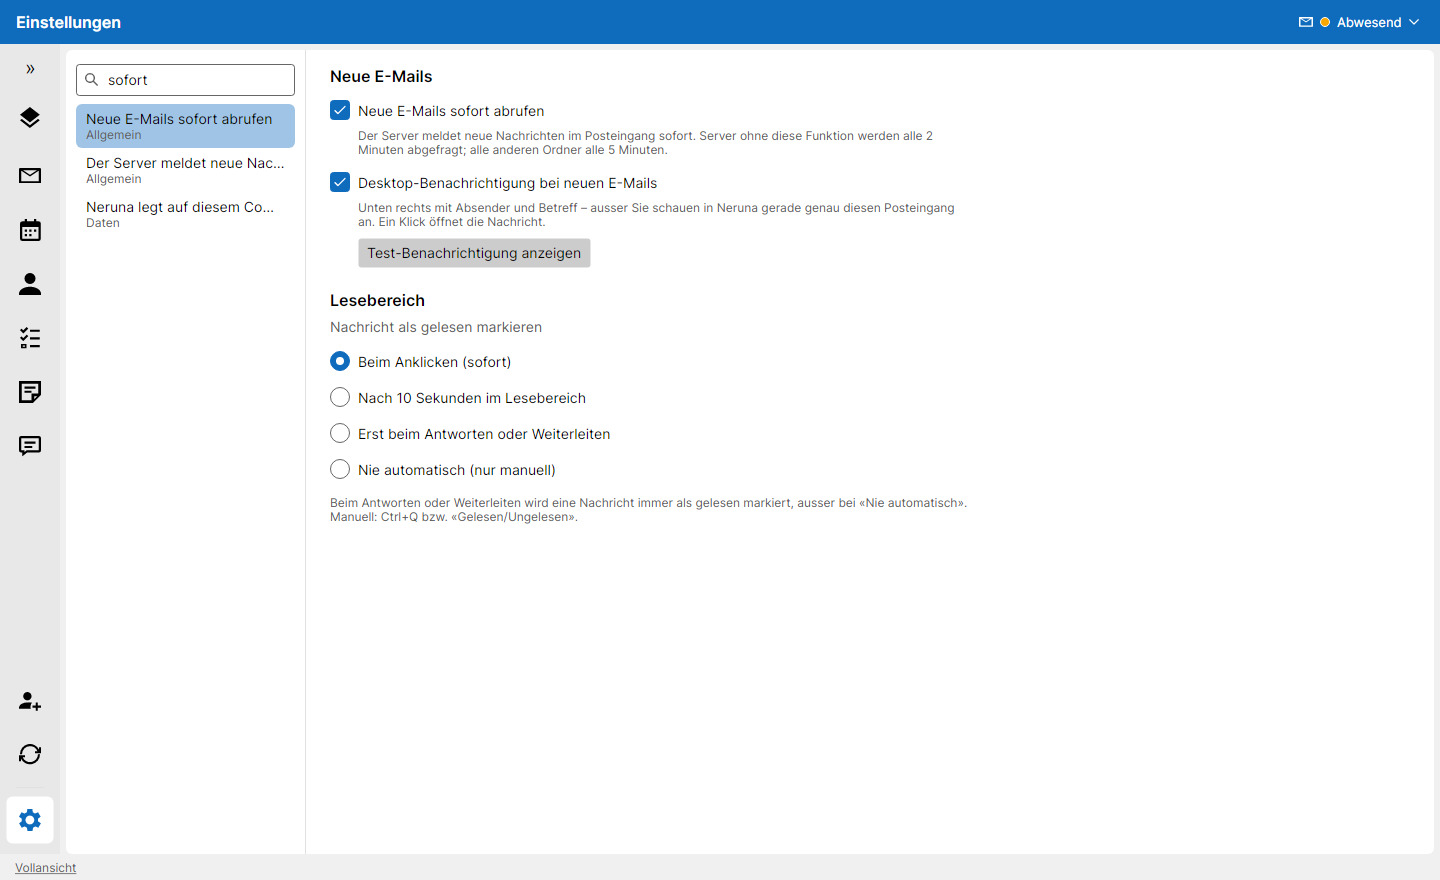 Einstellungen
Abwesend
»
sofort
Neue E-Mails sofort abrufen
Allgemein
Der Server meldet neue Nac...
Allgemein
Neruna legt auf diesem Co...
Daten
Neue E-Mails
Neue E-Mails sofort abrufen
Der Server meldet neue Nachrichten im Posteingang sofort. Server ohne diese Funktion werden alle 2
Minuten abgefragt; alle anderen Ordner alle 5 Minuten.
Desktop-Benachrichtigung bei neuen E-Mails
Unten rechts mit Absender und Betreff – ausser Sie schauen in Neruna gerade genau diesen Posteingang
an. Ein Klick öffnet die Nachricht.
Test-Benachrichtigung anzeigen
Lesebereich
Nachricht als gelesen markieren
Beim Anklicken (sofort)
Nach 10 Sekunden im Lesebereich
Erst beim Antworten oder Weiterleiten
Nie automatisch (nur manuell)
Beim Antworten oder Weiterleiten wird eine Nachricht immer als gelesen markiert, ausser bei «Nie automatisch».
Manuell: Ctrl+Q bzw. «Gelesen/Ungelesen».
Vollansicht